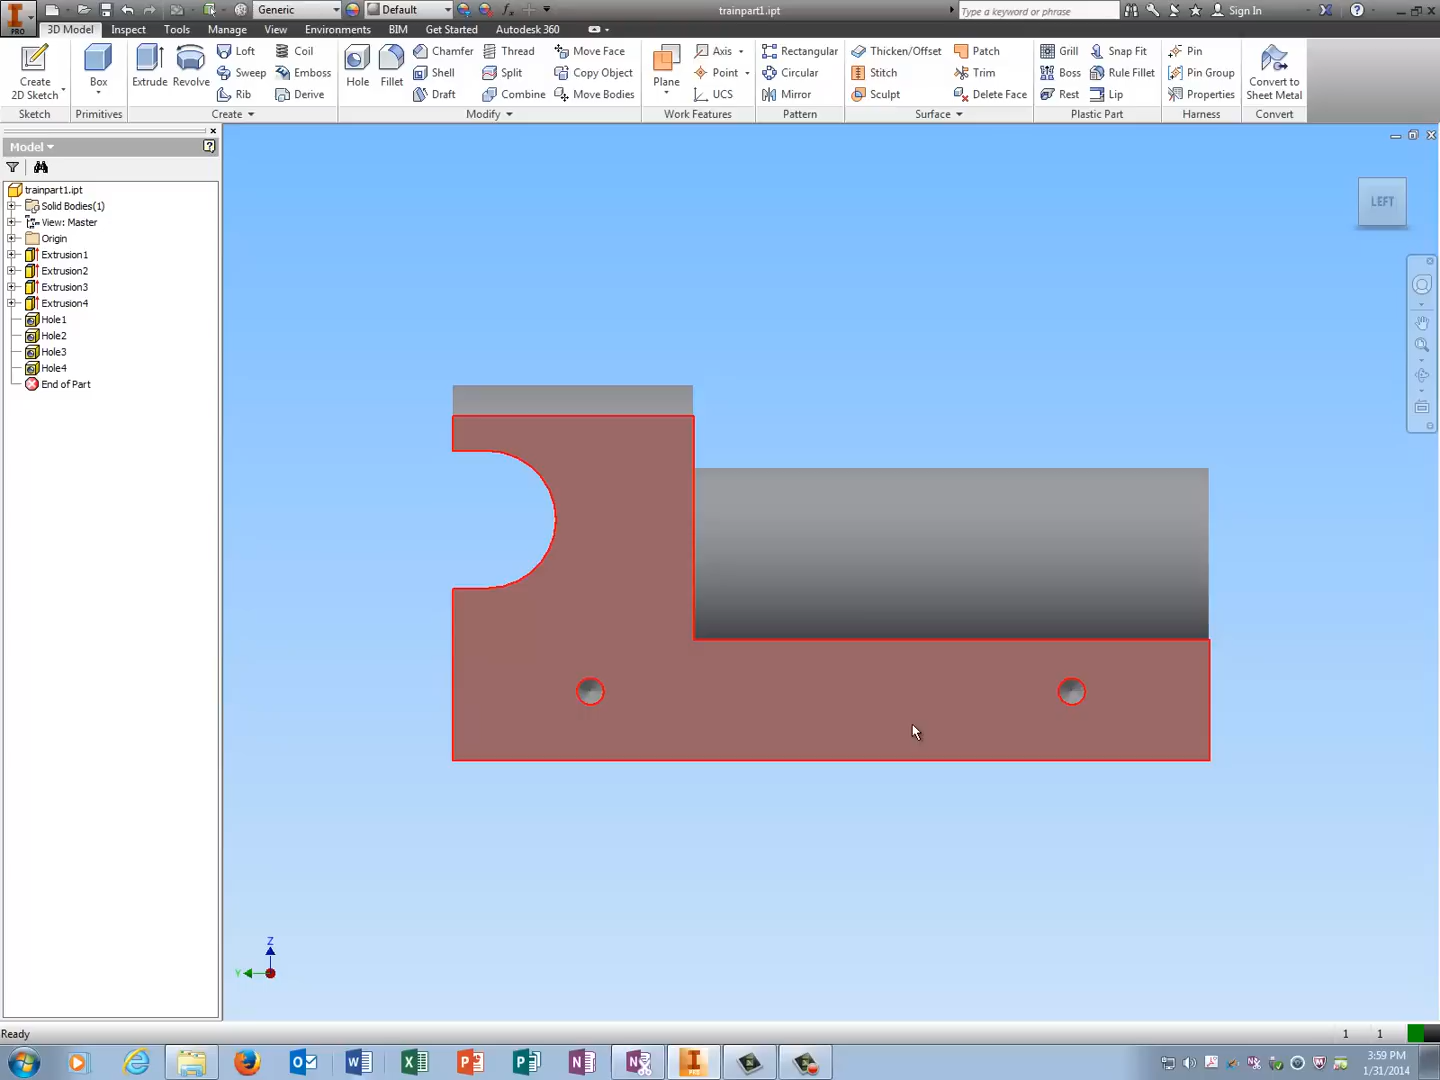 PRO
Generic
Default
fx
trainpart1.ipt
Type a keyword or phrase
Sign In
3D Model
Inspect
Tools
Manage
View
Environments
BIM
Get Started
Autodesk 360
Create
2D Sketch
Box
Extrude
Revolve
Loft
Sweep
Rib
Coil
Emboss
Derive
Hole
Fillet
Chamfer
Shell
Draft
Thread
Split
Combine
Move Face
Copy Object
Move Bodies
Plane
Axis
Point
UCS
Rectangular
Circular
Mirror
Thicken/Offset
Stitch
Sculpt
Patch
Trim
Delete Face
Grill
Boss
Rest
Snap Fit
Rule Fillet
Lip
Pin
Pin Group
Properties
Convert to
Sheet Metal
Sketch
Primitives
Create
Modify
Work Features
Pattern
Surface
Plastic Part
Harness
Convert
Model
trainpart1.ipt
Solid Bodies(1)
View: Master
Origin
Extrusion1
Extrusion2
Extrusion3
Extrusion4
Hole1
Hole2
Hole3
Hole4
End of Part
LEFT
Z
Y
Ready
1 1
3:59 PM
1/31/2014